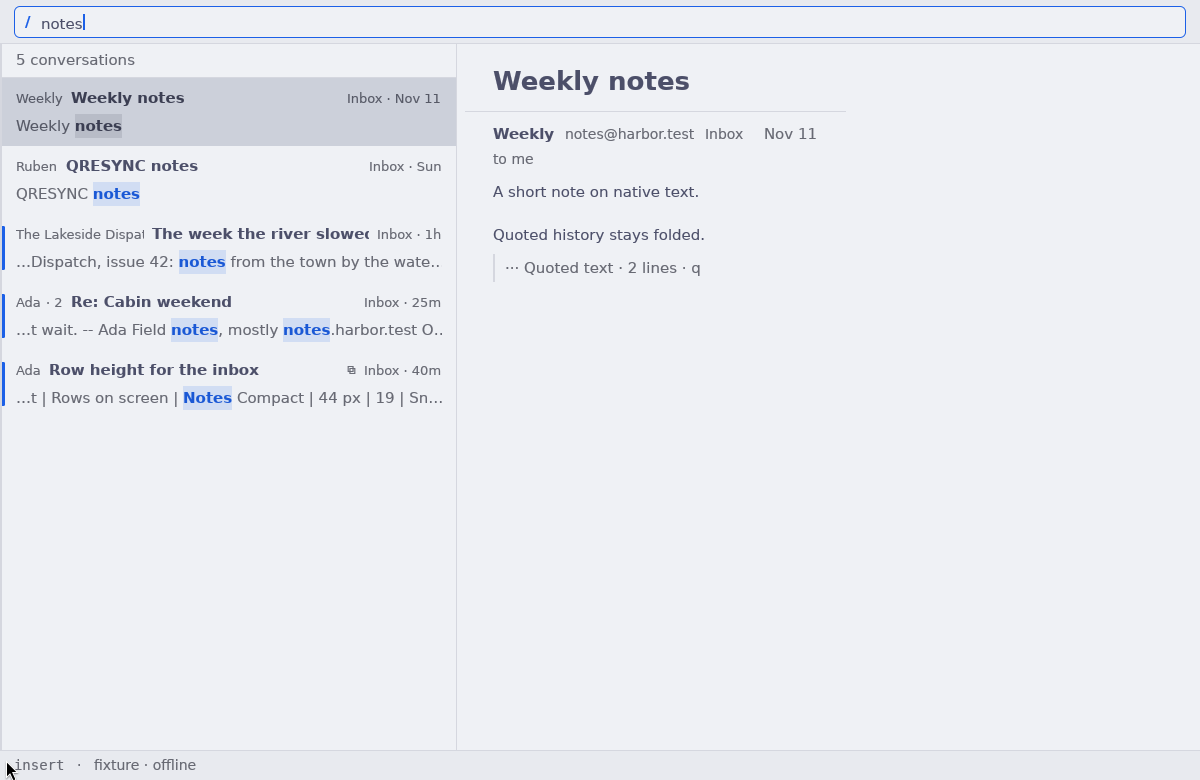 / notes
5 conversations
Weekly Weekly notes Inbox · Nov 11
Weekly notes
Ruben QRESYNC notes Inbox · Sun
QRESYNC notes
The Lakeside Dispat The week the river slowed Inbox · 1h
…Dispatch, issue 42: notes from the town by the wate..
Ada · 2 Re: Cabin weekend Inbox · 25m
…t wait. -- Ada Field notes, mostly notes.harbor.test O..
Ada Row height for the inbox ⧉ Inbox · 40m
…t | Rows on screen | Notes Compact | 44 px | 19 | Sn…
Weekly notes
Weekly notes@harbor.test Inbox Nov 11
to me
A short note on native text.
Quoted history stays folded.
··· Quoted text · 2 lines · q
insert · fixture · offline